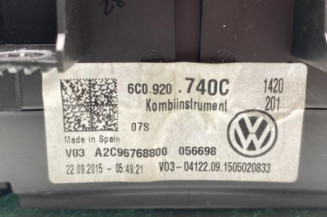 28
6C0.920 .740C 1420
Kombiinstrument 201
07S
Made in Spain
V03 A2C96768800 056698
22.09.2015 - 05:49:21 V03-04122.09.1505020833